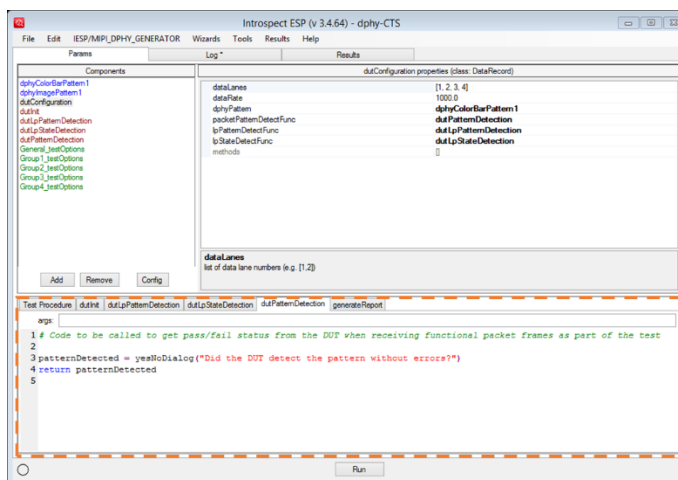 Introspect ESP (v 3.4.64) - dphy-CTS
File Edit IESP/MIPI_DPHY_GENERATOR Wizards Tools Results Help
Params Log * Results
Components
dphyColorBarPattern1
dphyImagePattern1
dutConfiguration
dutInit
dutLpPatternDetection
dutLpStateDetection
dutPatternDetection
General_testOptions
Group1_testOptions
Group2_testOptions
Group3_testOptions
Group4_testOptions
Add Remove Config
dutConfiguration properties (class: DataRecord)
dataLanes [1, 2, 3, 4]
dataRate 1000.0
dphyPattern dphyColorBarPattern1
packetPatternDetectFunc dutPatternDetection
lpPatternDetectFunc dutLpPatternDetection
lpStateDetectFunc dutLpStateDetection
methods []
dataLanes
list of data lane numbers (e.g. [1,2])
Test Procedure dutInit dutLpPatternDetection dutLpStateDetection dutPatternDetection generateReport
args:
1 # Code to be called to get pass/fail status from the DUT when receiving functional packet frames as part of the test
2
3 patternDetected = yesNoDialog("Did the DUT detect the pattern without errors?")
4 return patternDetected
5
Run